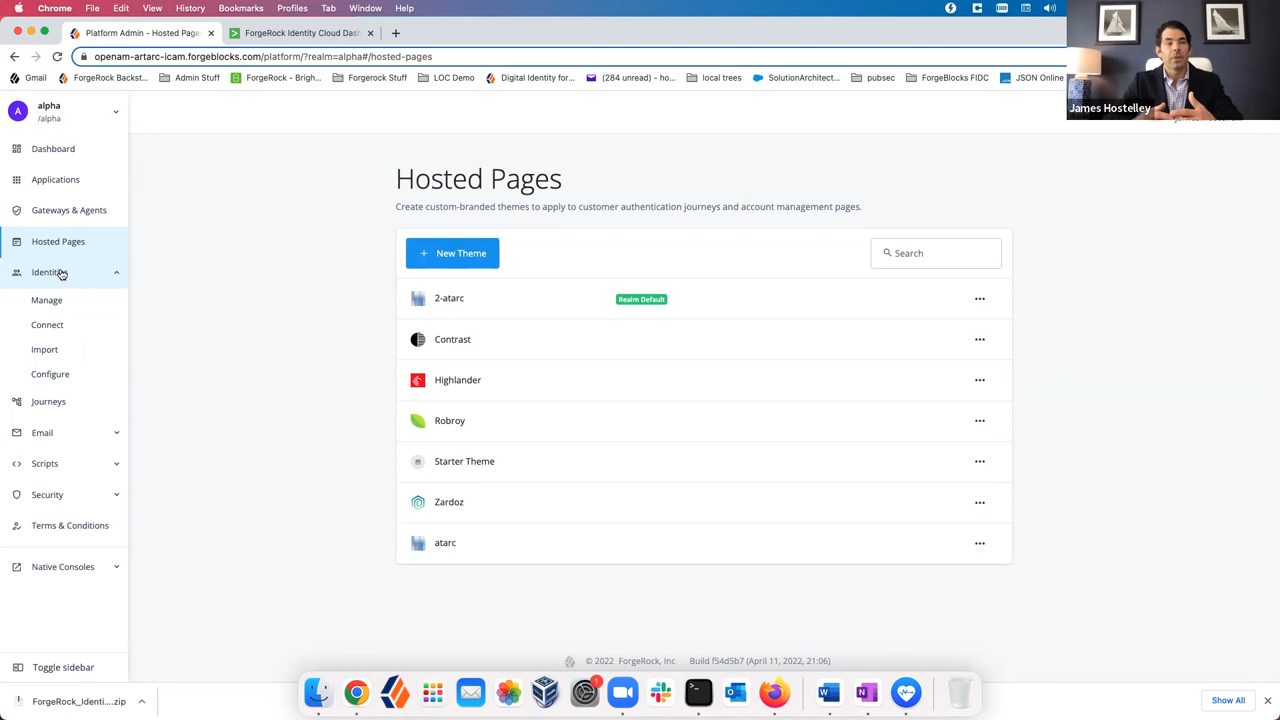 Chrome File Edit View History Bookmarks Profiles Tab Window Help
Platform Admin - Hosted Page
ForgeRock Identity Cloud Das
openam-artarc-icam.forgeblocks.com/platform/?realm=alpha#/hosted-pages
Gmail ForgeRock Backst... Admin Stuff ForgeRock - Brigh... Forgerock Stuff LOC Demo Digital Identity for... (284 unread) - ho... local trees SolutionArchitect... pubsec ForgeBlocks FIDC JSON Online
James Hostelley
A
alpha
/alpha
Dashboard
Applications
Gateways & Agents
Hosted Pages
Manage
Connect
Import
Configure
Journeys
Email
Scripts
Security
Terms & Conditions
Native Consoles
Toggle sidebar
Hosted Pages
Create custom-branded themes to apply to customer authentication journeys and account management pages.
+ New Theme
Search
2-atarc
Realm Default
Contrast
Highlander
Robroy
Starter Theme
Zardoz
atarc
© 2022 ForgeRock, Inc Build f54d5b7 (April 11, 2022, 21:06)
ForgeRock_Identi....zip
1
Show All